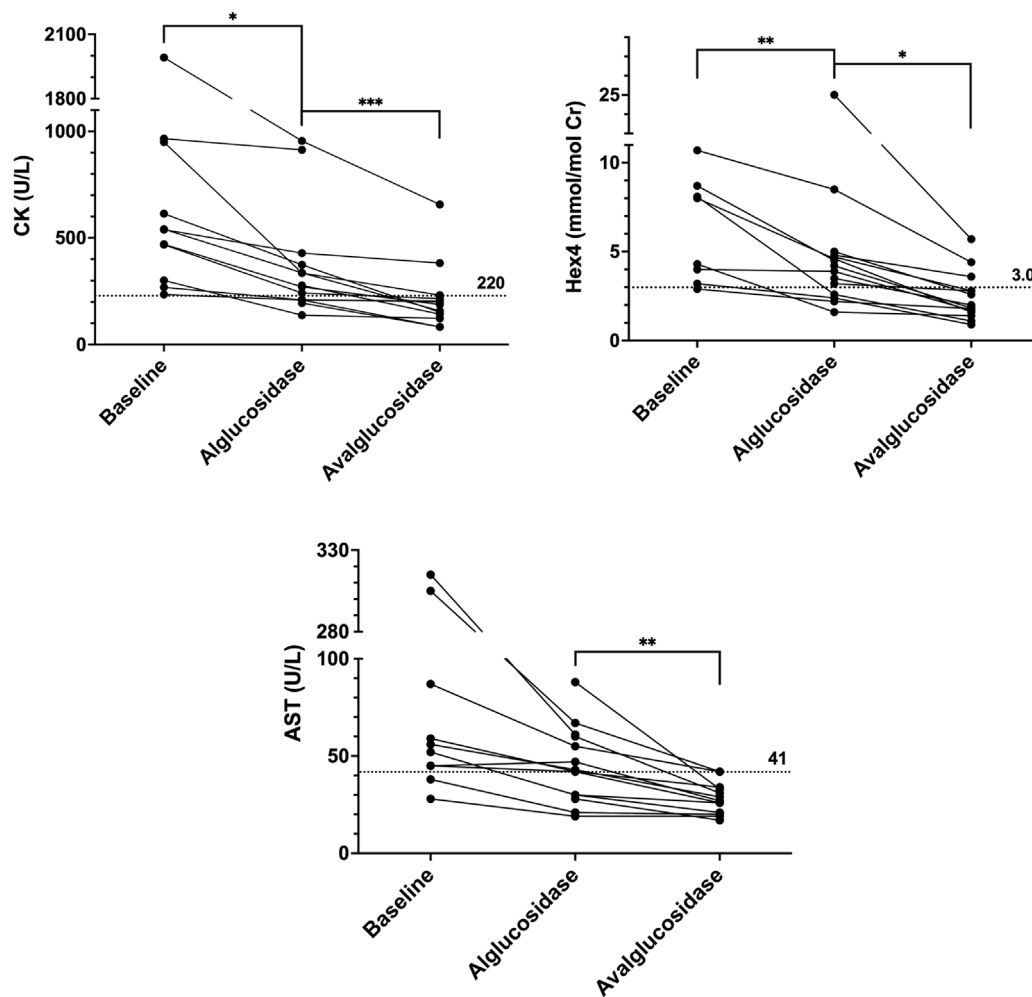 CK (U/L)
2100
1800
1000
500
0
*
***
220
Baseline
Alglucosidase
Avalglucosidase
Hex4 (mmol/mol Cr)
25
10
5
0
**
*
3.0
Baseline
Alglucosidase
Avalglucosidase
AST (U/L)
330
280
100
50
0
**
41
Baseline
Alglucosidase
Avalglucosidase